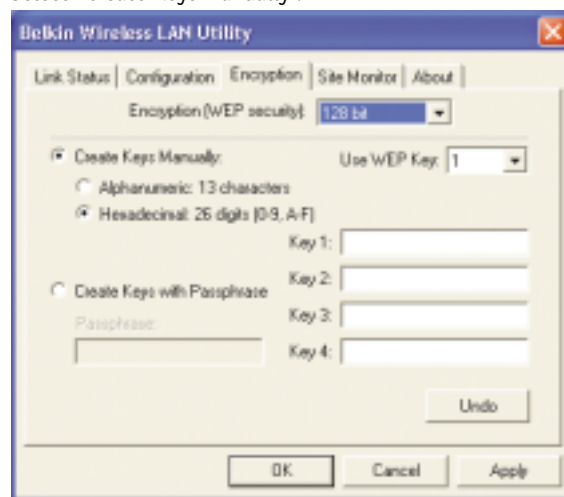 Belkin Wireless LAN Utility
Link Status Configuration Encryption Site Monitor About
Encryption (WEP security): 128 bit
Create Keys Manually: Use WEP Key: 1
Alphanumeric: 13 characters
Hexadecimal: 26 digits (0-9, A-F)
Key 1:
Key 2:
Create Keys with Passphrase
Key 3:
Passphrase:
Key 4:
Undo
OK Cancel Apply